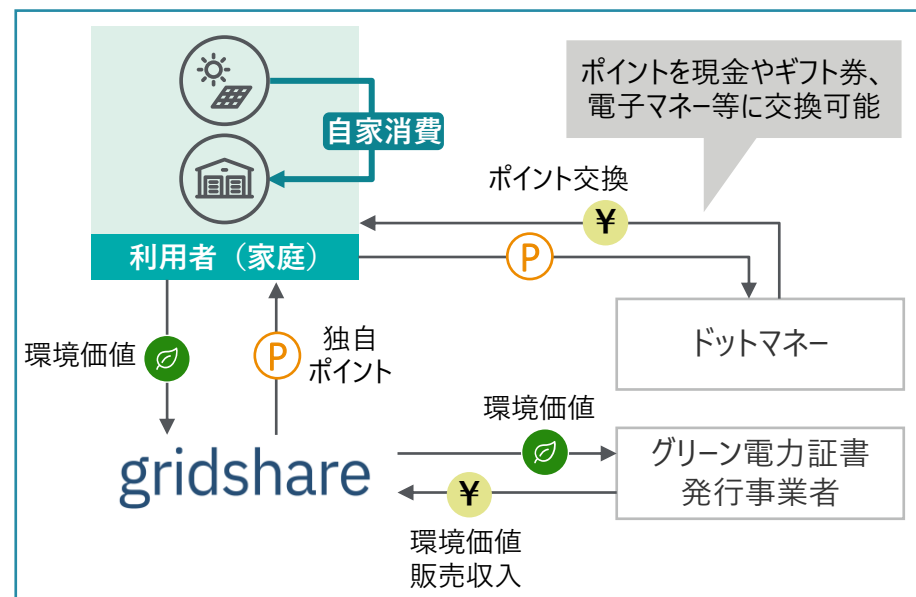 自家消費
利用者（家庭）
ポイントを現金やギフト券、
電子マネー等に交換可能
ポイント交換
¥
P
ドットマネー
環境価値
P
独自
ポイント
gridshare
環境価値
グリーン電力証書
発行事業者
¥
環境価値
販売収入